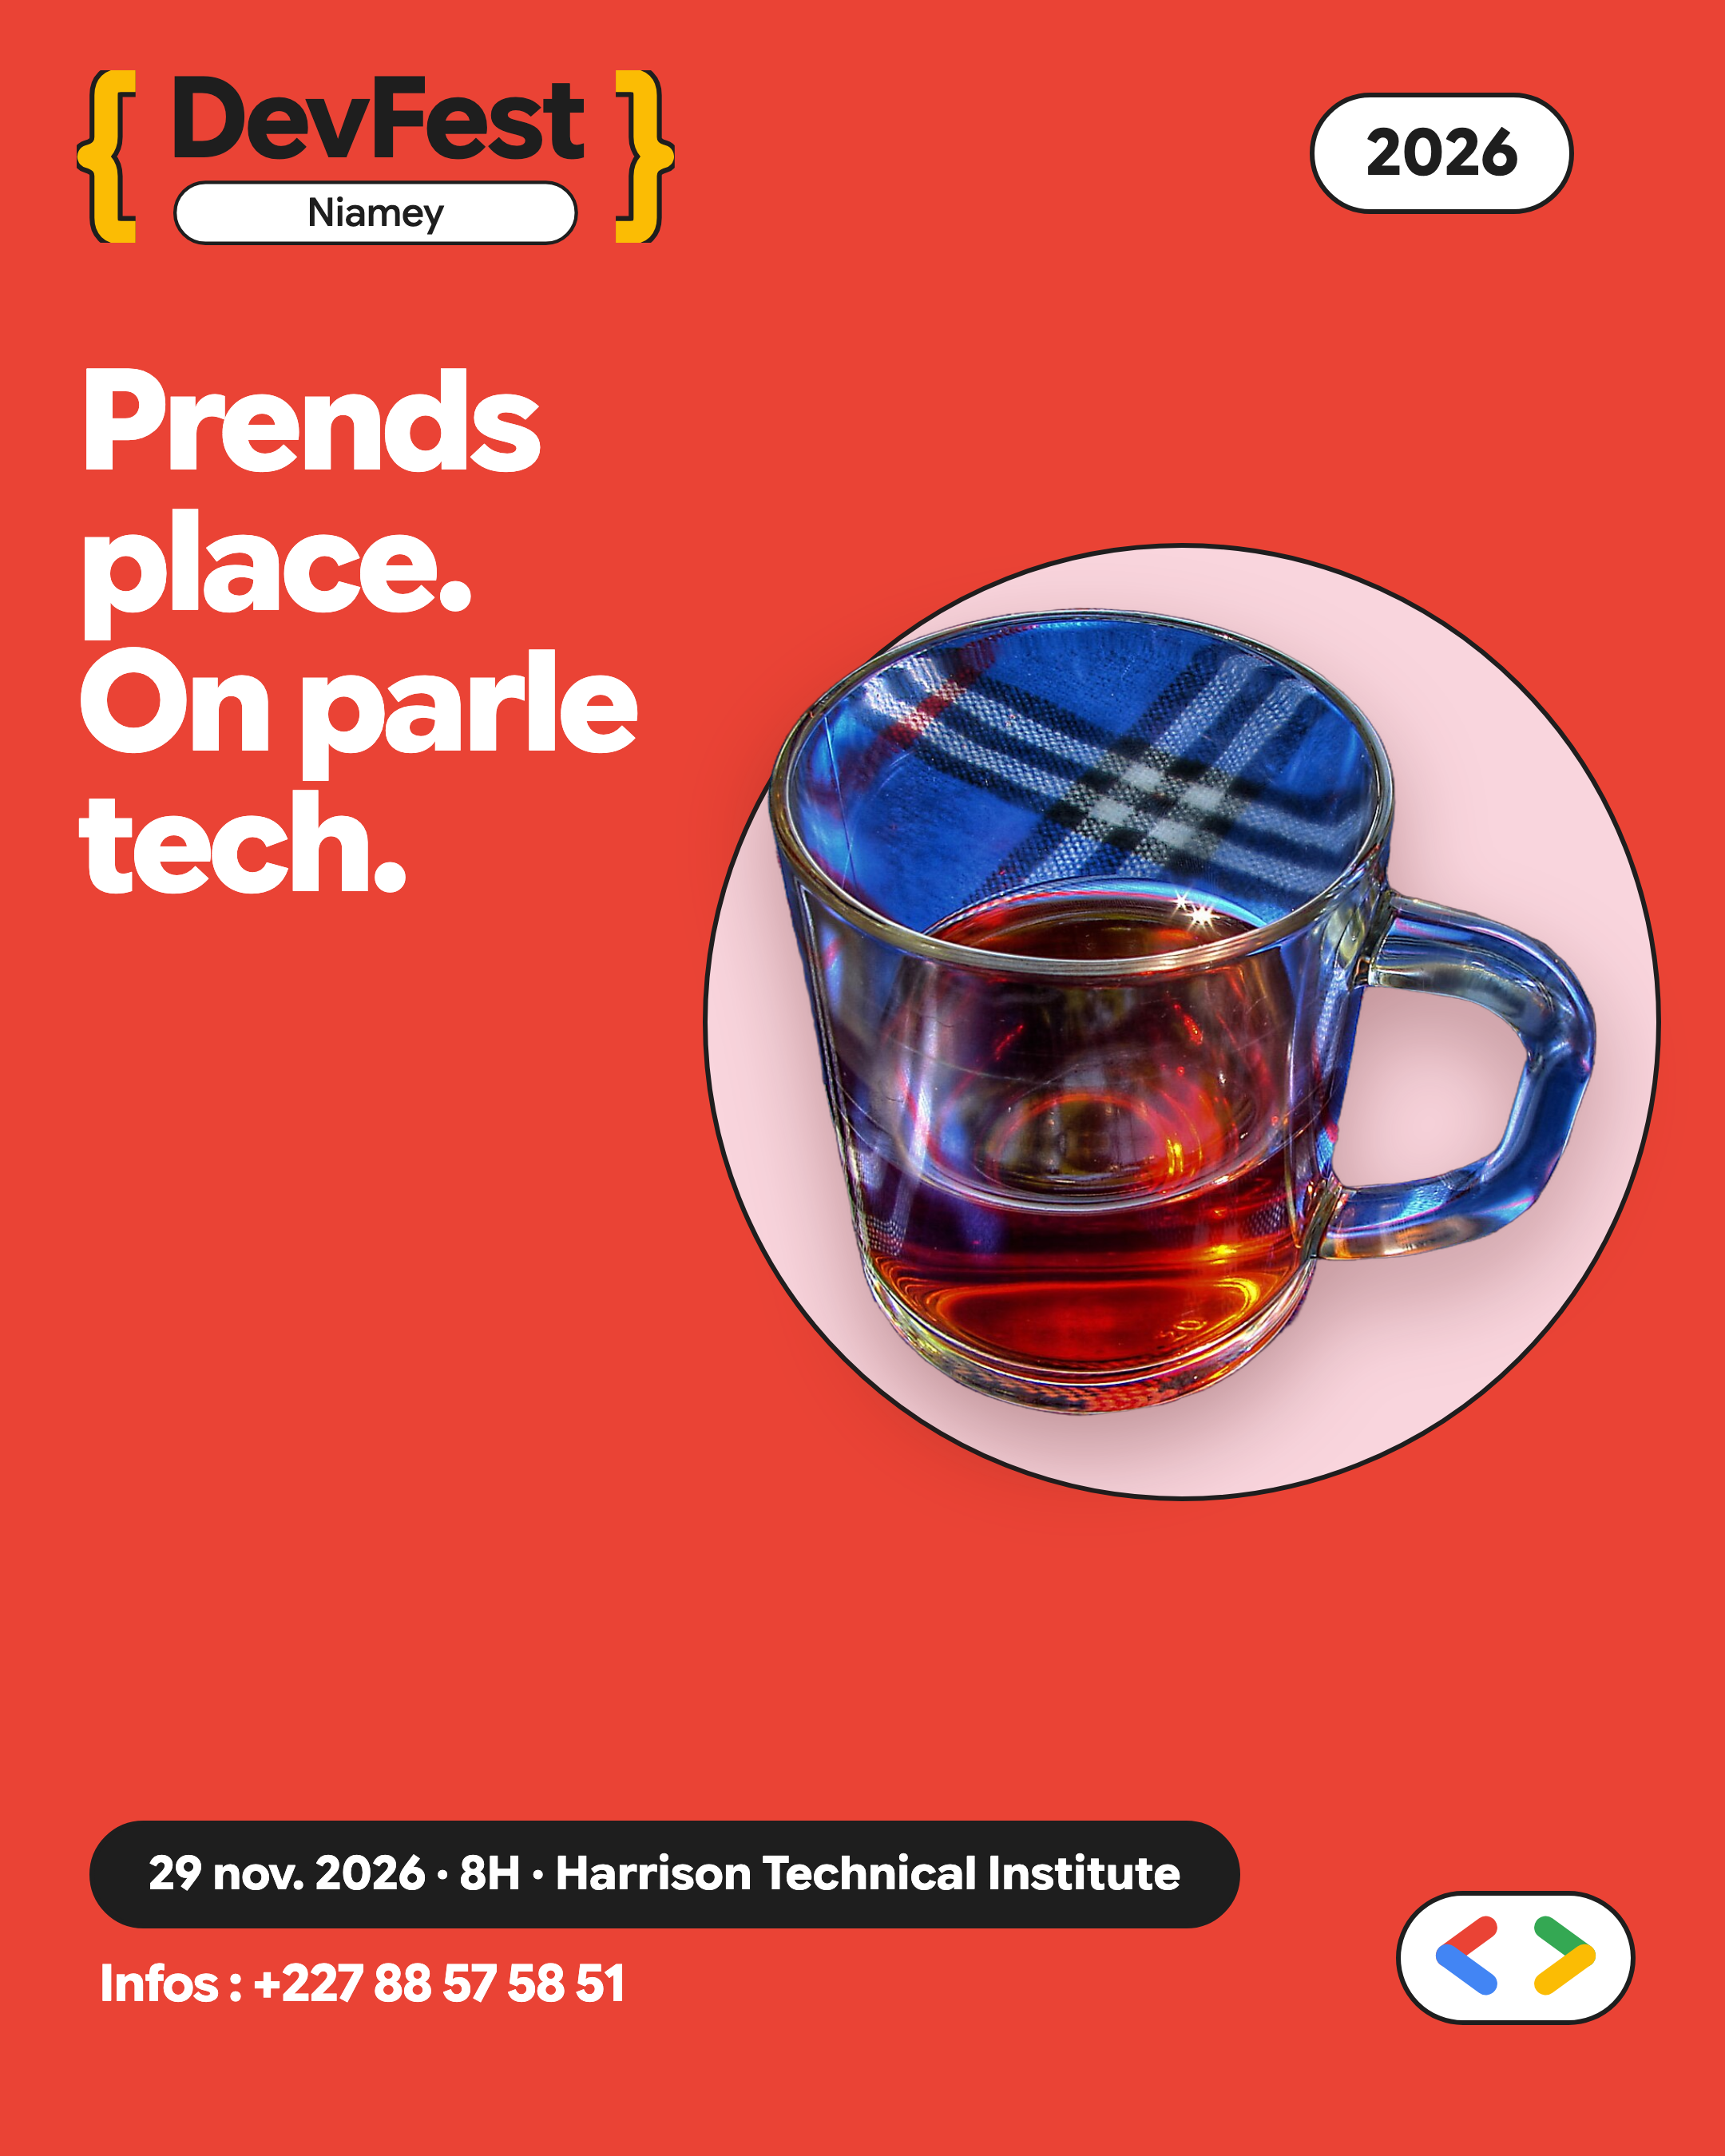 DevFest
Niamey
2026
Prends
place.
On parle
tech.
29 nov. 2026 · 8H · Harrison Technical Institute
Infos : +227 88 57 58 51